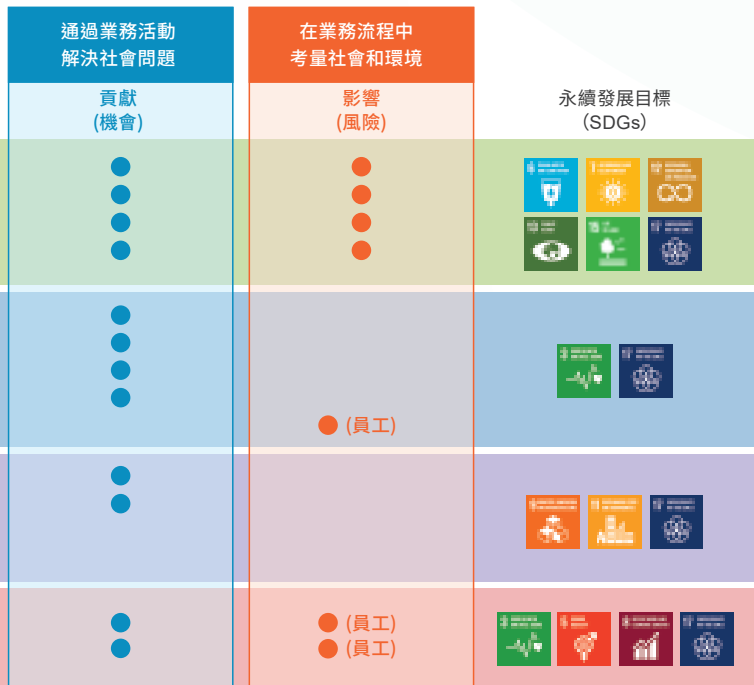 通過業務活動
解決社會問題
在業務流程中
考量社會和環境
貢獻
(機會)
影響
(風險)
永續發展目標
（SDGs）
(員工)
(員工)
(員工)